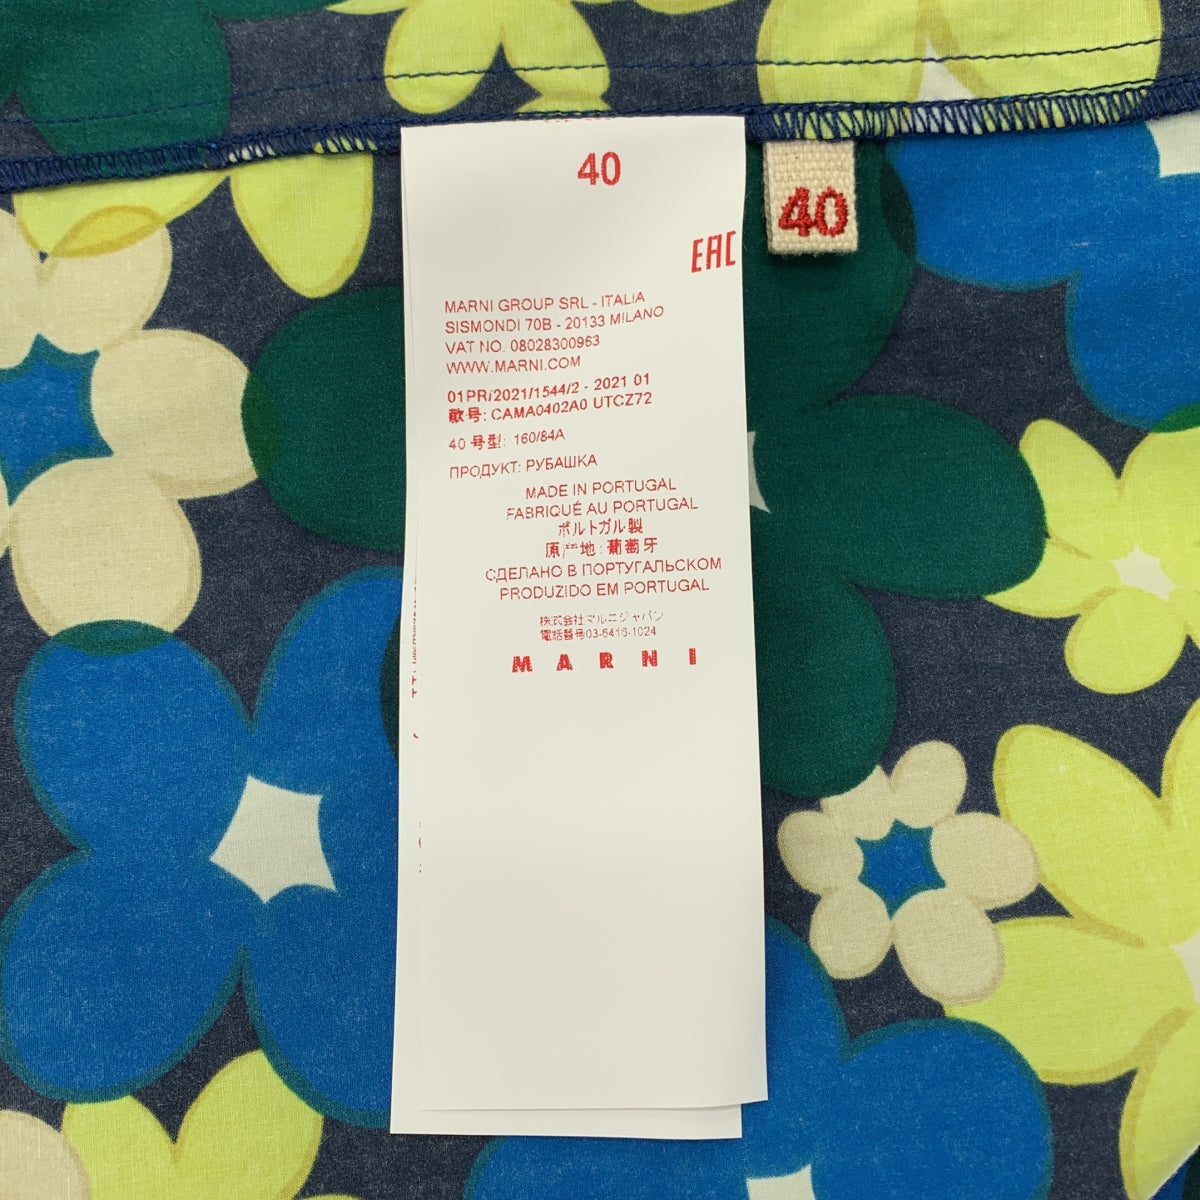 40
40
EAC
MARNI GROUP SRL - ITALIA
SISMONDI 70B - 20133 MILANO
VAT NO. 08028300963
WWW.MARNI.COM
01PR/2021/1544/2 - 2021 01
款号: CAMA0402A0 UTCZ72
40 号型: 160/84A
ПРОДУКТ: РУБАШКА
MADE IN PORTUGAL
FABRIQUÉ AU PORTUGAL
ポルトガル製
原产地: 葡萄牙
СДЕЛАНО В ПОРТУГАЛЬСКОМ
PRODUZIDO EM PORTUGAL
株式会社マルニジャパン
電話番号03-6416-1024
MARNI